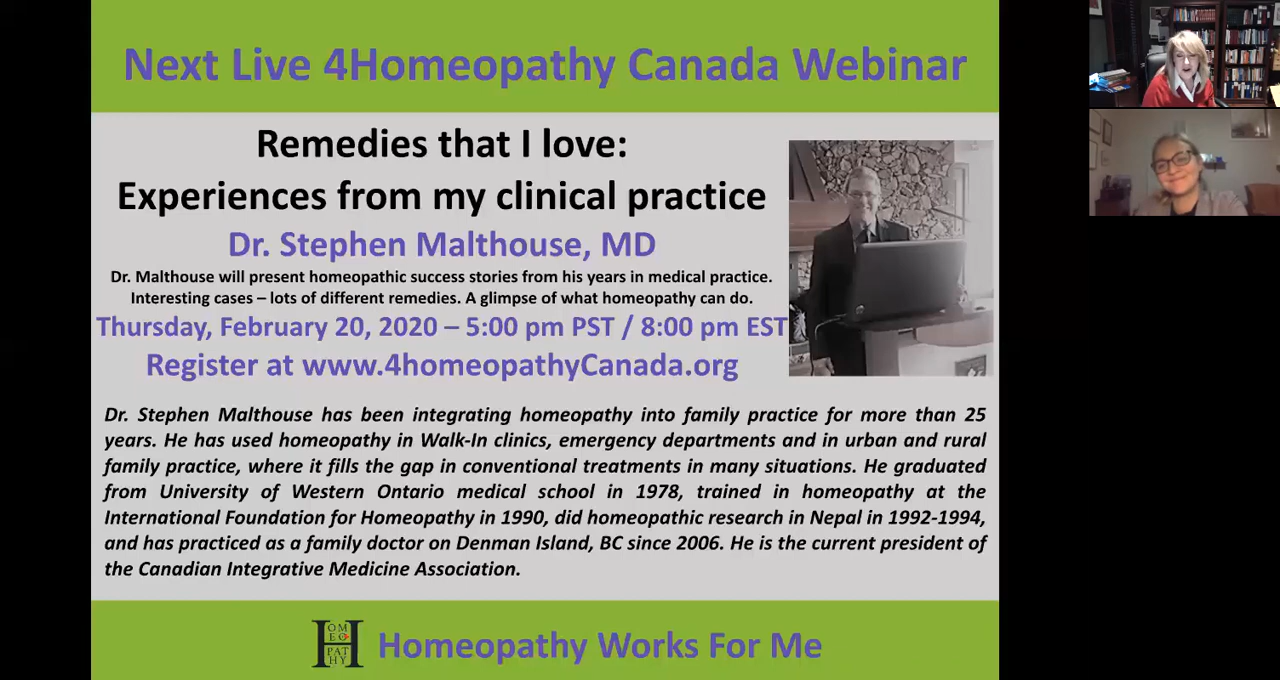 Next Live 4Homeopathy Canada Webinar
Remedies that I love:
Experiences from my clinical practice
Dr. Stephen Malthouse, MD
Dr. Malthouse will present homeopathic success stories from his years in medical practice.
Interesting cases – lots of different remedies. A glimpse of what homeopathy can do.
Thursday, February 20, 2020 – 5:00 pm PST / 8:00 pm EST
Register at www.4homeopathyCanada.org
Dr. Stephen Malthouse has been integrating homeopathy into family practice for more than 25
years. He has used homeopathy in Walk-In clinics, emergency departments and in urban and rural
family practice, where it fills the gap in conventional treatments in many situations. He graduated
from University of Western Ontario medical school in 1978, trained in homeopathy at the
International Foundation for Homeopathy in 1990, did homeopathic research in Nepal in 1992-1994,
and has practiced as a family doctor on Denman Island, BC since 2006. He is the current president of
the Canadian Integrative Medicine Association.
HOMEOPATHY
Homeopathy Works For Me